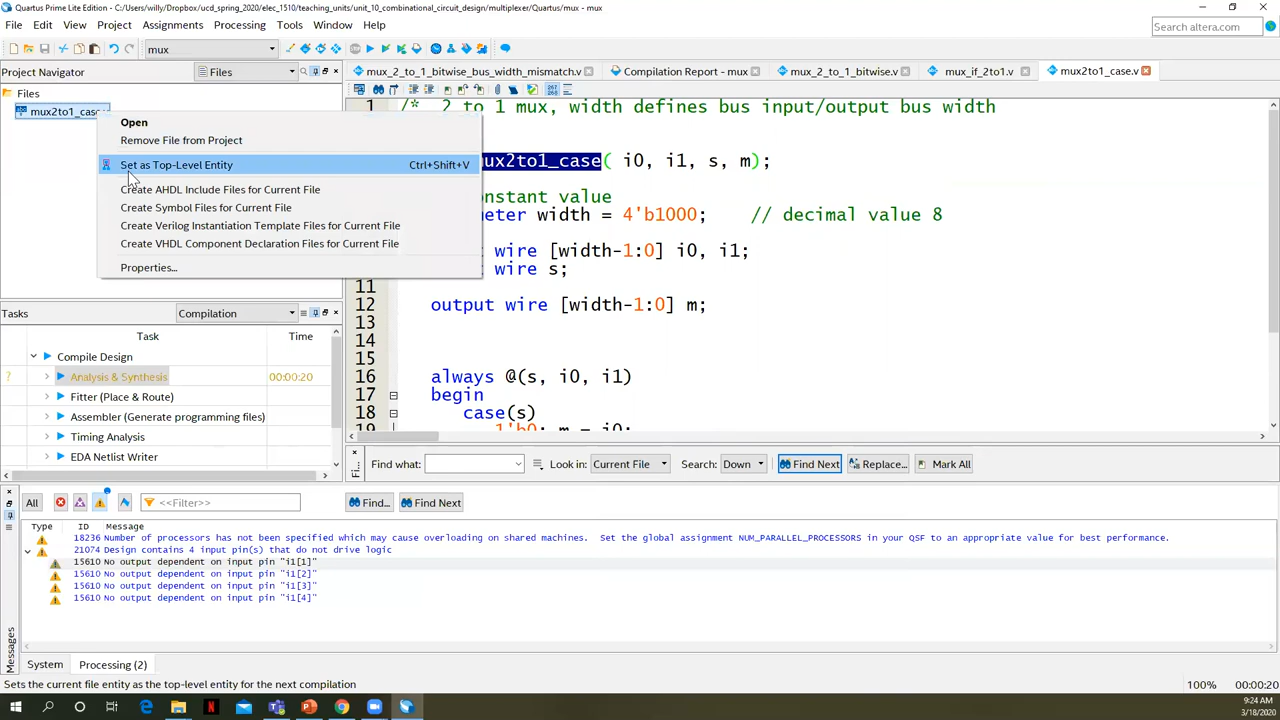 Quartus Prime Lite Edition - C:/Users/willy/Dropbox/ucd_spring_2020/elec_1510/teaching_units/unit_10_combinational_circuit_design/multiplexer/Quartus/mux - mux
File Edit View Project Assignments Processing Tools Window Help
Search altera.com
mux
Project Navigator Files
mux_2_to_1_bitwise_bus_width_mismatch.v Compilation Report - mux mux_2_to_1_bitwise.v mux_if_2to1.v mux2to1_case.v
Files
mux2to1_case
Open
Remove File from Project
Set as Top-Level Entity Ctrl+Shift+V
Create AHDL Include Files for Current File
Create Symbol Files for Current File
Create Verilog Instantiation Template Files for Current File
Create VHDL Component Declaration Files for Current File
Properties...
1 /* 2 to 1 mux, width defines bus input/output bus width
ux2to1_case( i0, i1, s, m);
onstant value
eter width = 4'b1000; // decimal value 8
wire [width-1:0] i0, i1;
wire s;
11
12 output wire [width-1:0] m;
13
14
15
16 always @(s, i0, i1)
17 begin
18 case(s)
19 1'b0: m = i0;
Tasks Compilation
Task Time
Compile Design
? Analysis & Synthesis 00:00:20
Fitter (Place & Route)
Assembler (Generate programming files)
Timing Analysis
EDA Netlist Writer
Find what: Look in: Current File Search: Down Find Next Replace... Mark All
All <<Filter>> Find... Find Next
Type ID Message
18236 Number of processors has not been specified which may cause overloading on shared machines. Set the global assignment NUM_PARALLEL_PROCESSORS in your QSF to an appropriate value for best performance.
21074 Design contains 4 input pin(s) that do not drive logic
15610 No output dependent on input pin "i1[1]"
15610 No output dependent on input pin "i1[2]"
15610 No output dependent on input pin "i1[3]"
15610 No output dependent on input pin "i1[4]"
Messages
System Processing (2)
Sets the current file entity as the top-level entity for the next compilation 100% 00:00:20
9:24 AM
3/18/2020